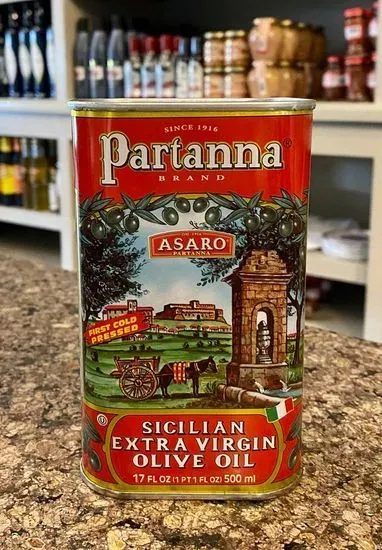 SINCE 1916
Partanna®
BRAND
ASARO
PARTANNA
FIRST COLD
PRESSED
SICILIAN
EXTRA VIRGIN
OLIVE OIL
17 FL OZ (1 PT 1 FL OZ) 500 ml